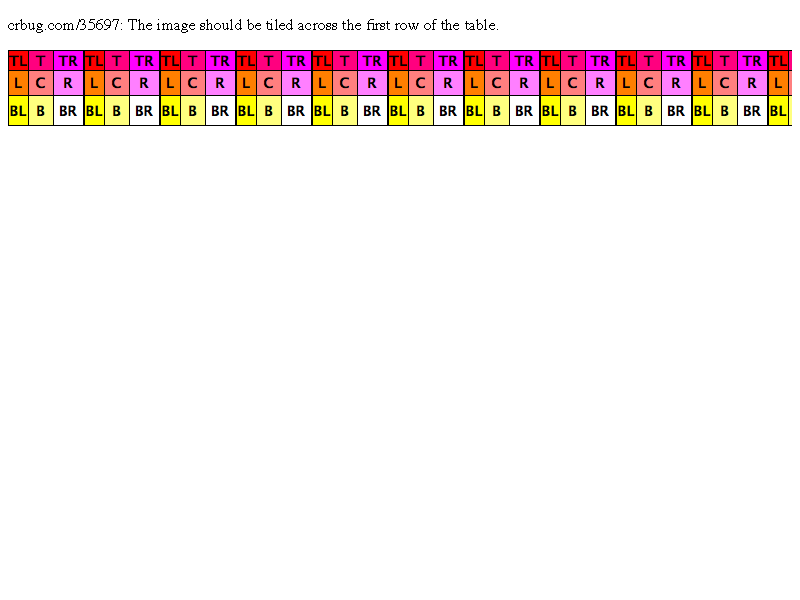 crbug.com/35697: The image should be tiled across the first row of the table.
TL T TR TL T TR TL T TR TL T TR TL T TR TL T TR TL T TR TL T TR TL T TR TL T TR TL
L C R L C R L C R L C R L C R L C R L C R L C R L C R L C R L
BL B BR BL B BR BL B BR BL B BR BL B BR BL B BR BL B BR BL B BR BL B BR BL B BR BL